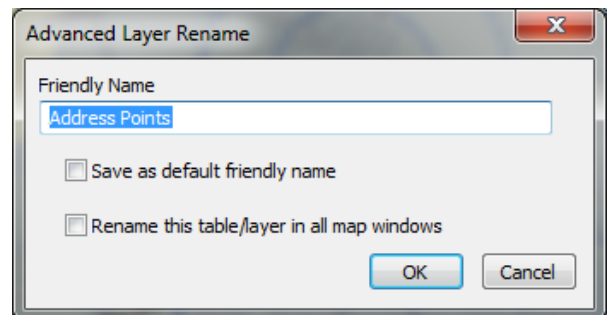 Advanced Layer Rename
Friendly Name
Address Points
Save as default friendly name
Rename this table/layer in all map windows
OK Cancel